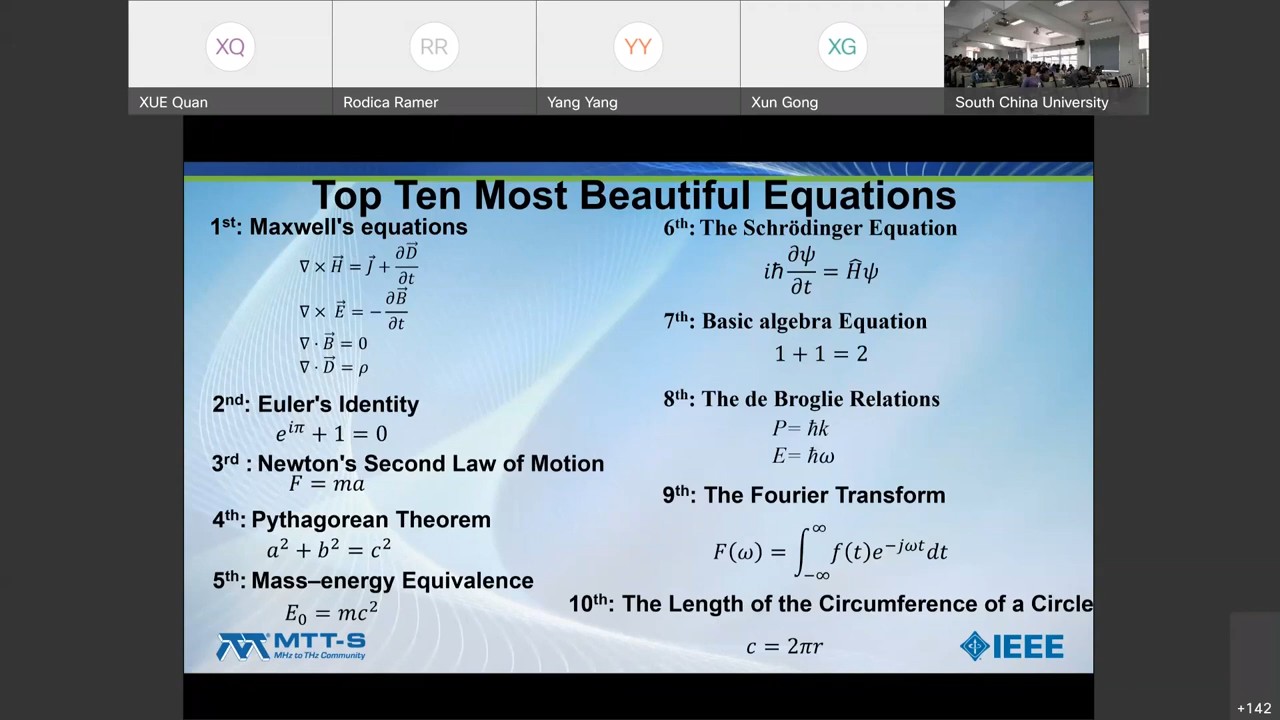 XQ
XUE Quan
RR
Rodica Ramer
YY
Yang Yang
XG
Xun Gong
South China University
Top Ten Most Beautiful Equations
1st: Maxwell's equations
∇ × H⃗ = J⃗ + ∂D⃗/∂t
∇ × E⃗ = −∂B⃗/∂t
∇ · B⃗ = 0
∇ · D⃗ = ρ
2nd: Euler's Identity
e^{iπ} + 1 = 0
3rd : Newton's Second Law of Motion
F = ma
4th: Pythagorean Theorem
a² + b² = c²
5th: Mass–energy Equivalence
E₀ = mc²
6th: The Schrödinger Equation
iħ ∂ψ/∂t = Ĥψ
7th: Basic algebra Equation
1 + 1 = 2
8th: The de Broglie Relations
P= ħk
E= ħω
9th: The Fourier Transform
F(ω) = ∫_{−∞}^{∞} f(t)e^{−jωt}dt
10th: The Length of the Circumference of a Circle
c = 2πr
MTT-S
MHz to THz Community
IEEE
+142